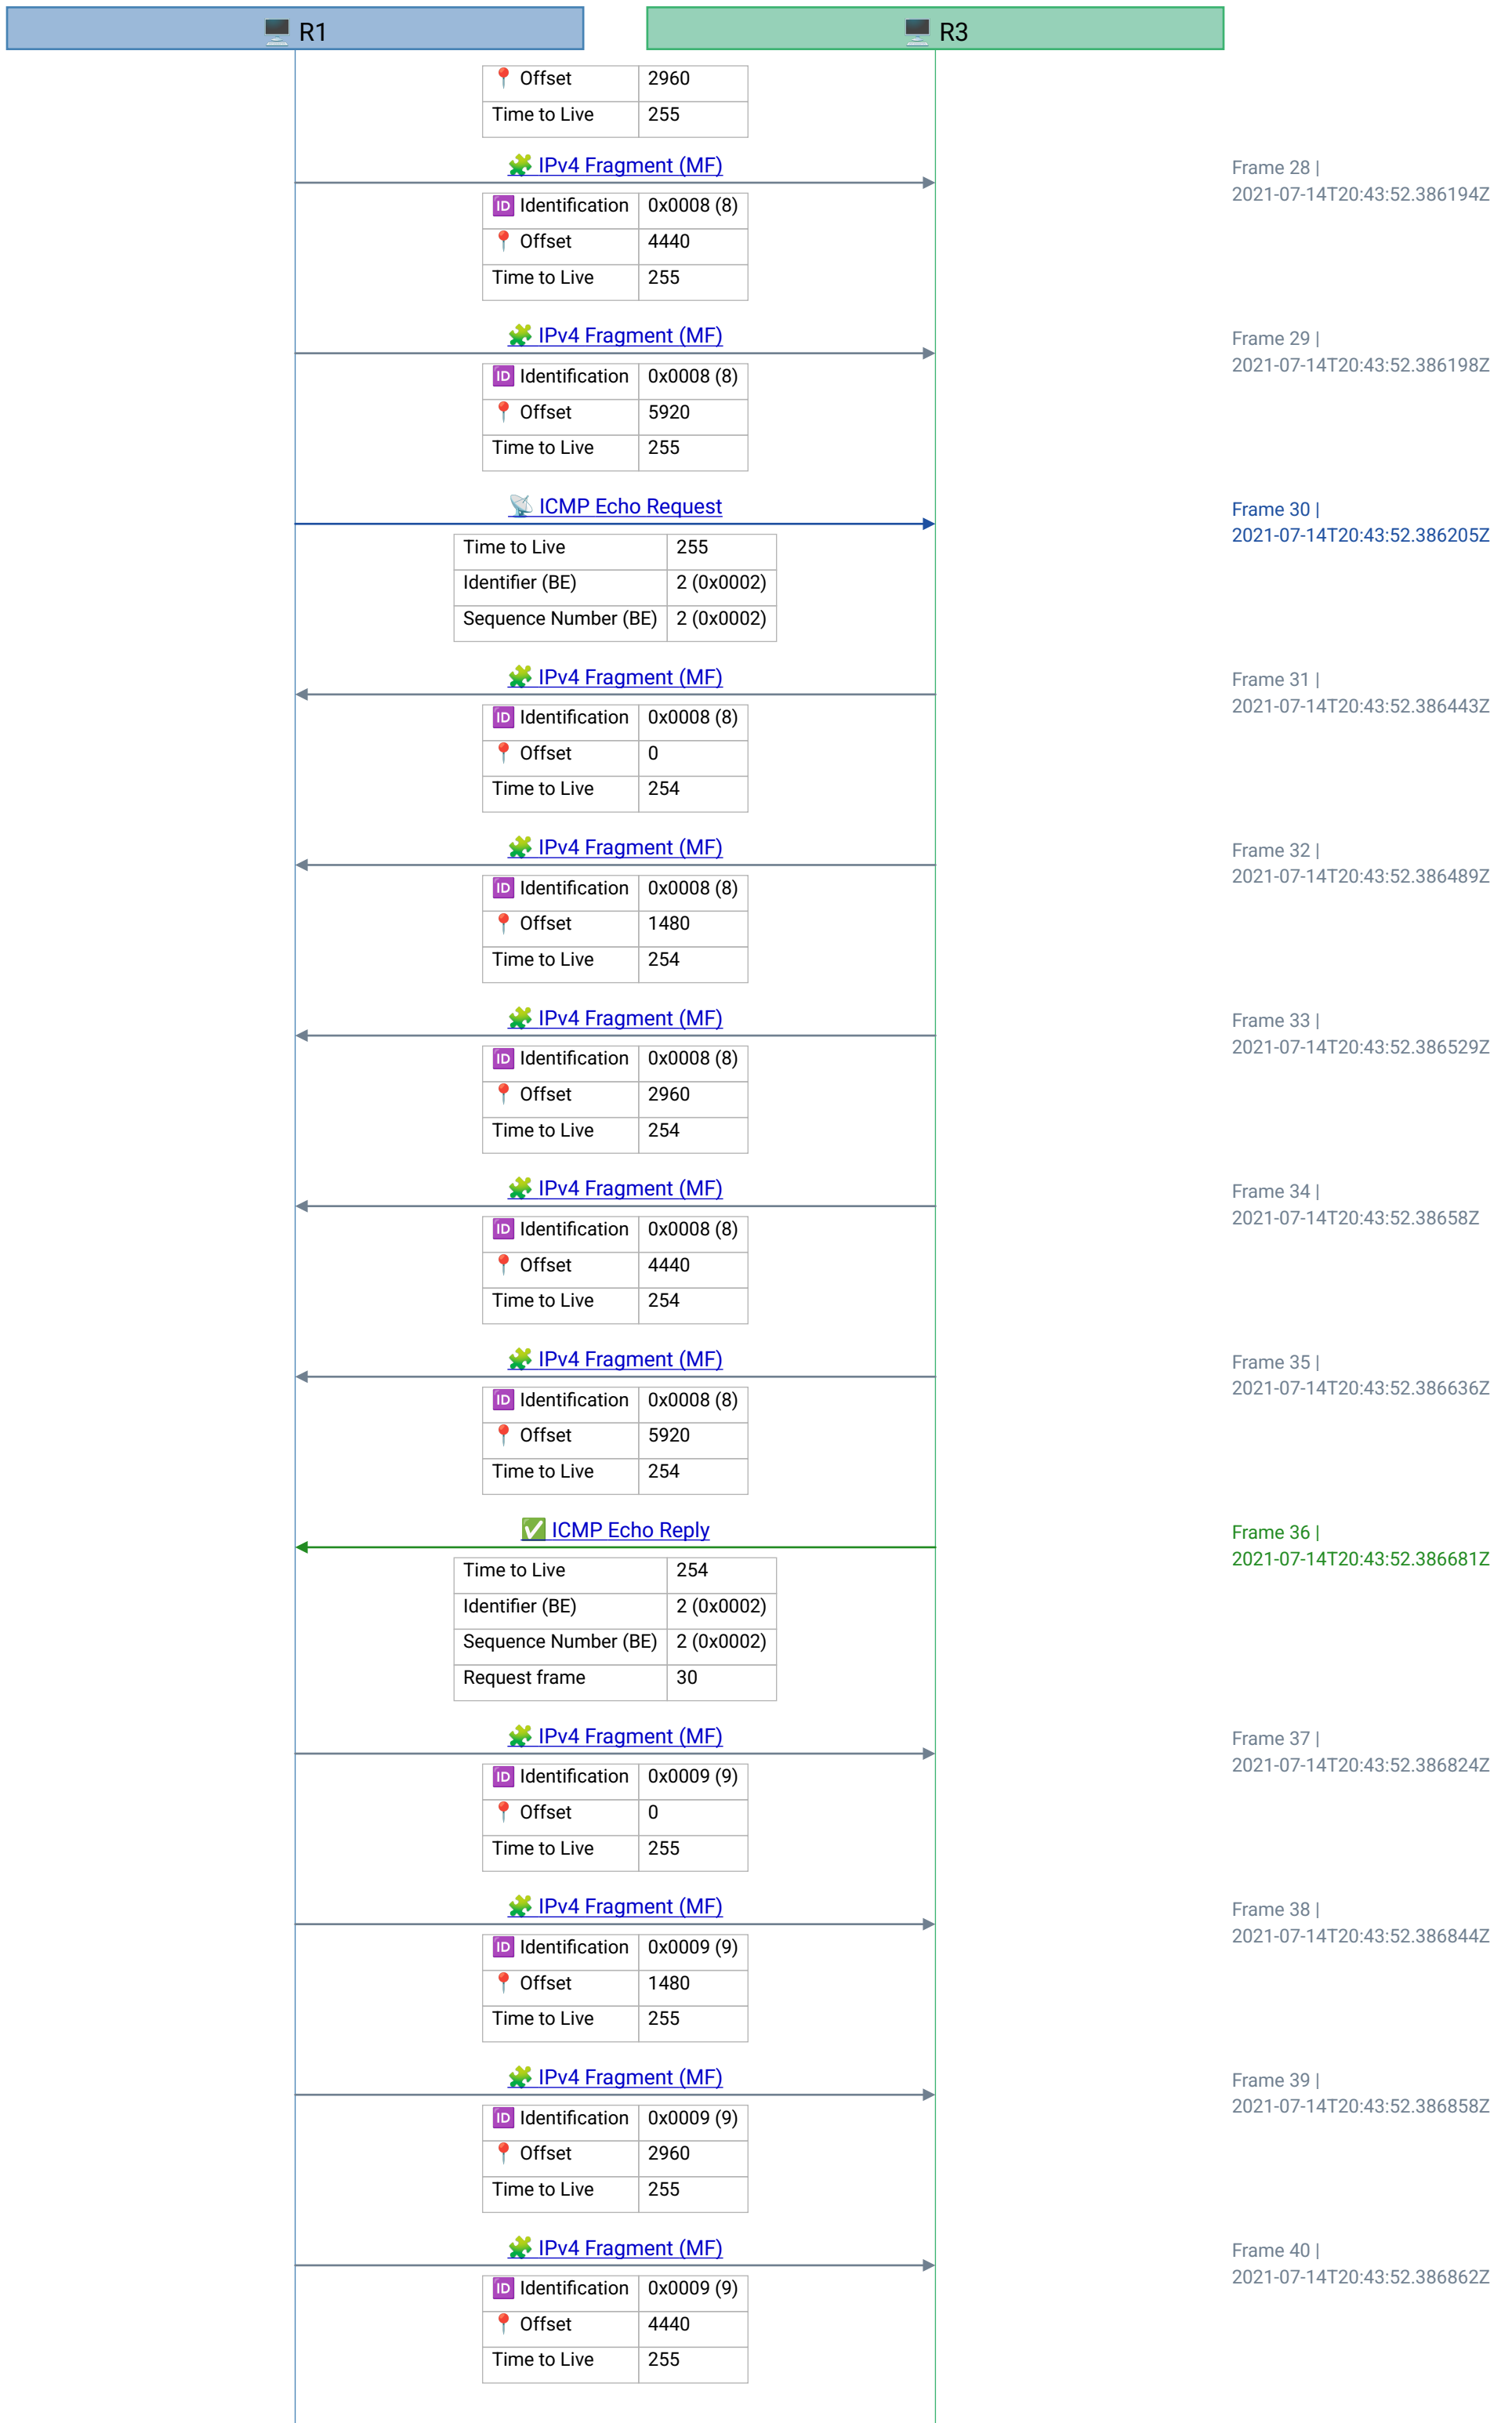 🖥️ R1
🖥️ R3
📍 Offset 2960
Time to Live 255
🧩 IPv4 Fragment (MF)
Frame 28 |
2021-07-14T20:43:52.386194Z
🆔 Identification 0x0008 (8)
📍 Offset 4440
Time to Live 255
🧩 IPv4 Fragment (MF)
Frame 29 |
2021-07-14T20:43:52.386198Z
🆔 Identification 0x0008 (8)
📍 Offset 5920
Time to Live 255
📡 ICMP Echo Request
Frame 30 |
2021-07-14T20:43:52.386205Z
Time to Live 255
Identifier (BE) 2 (0x0002)
Sequence Number (BE) 2 (0x0002)
🧩 IPv4 Fragment (MF)
Frame 31 |
2021-07-14T20:43:52.386443Z
🆔 Identification 0x0008 (8)
📍 Offset 0
Time to Live 254
🧩 IPv4 Fragment (MF)
Frame 32 |
2021-07-14T20:43:52.386489Z
🆔 Identification 0x0008 (8)
📍 Offset 1480
Time to Live 254
🧩 IPv4 Fragment (MF)
Frame 33 |
2021-07-14T20:43:52.386529Z
🆔 Identification 0x0008 (8)
📍 Offset 2960
Time to Live 254
🧩 IPv4 Fragment (MF)
Frame 34 |
2021-07-14T20:43:52.38658Z
🆔 Identification 0x0008 (8)
📍 Offset 4440
Time to Live 254
🧩 IPv4 Fragment (MF)
Frame 35 |
2021-07-14T20:43:52.386636Z
🆔 Identification 0x0008 (8)
📍 Offset 5920
Time to Live 254
✅ ICMP Echo Reply
Frame 36 |
2021-07-14T20:43:52.386681Z
Time to Live 254
Identifier (BE) 2 (0x0002)
Sequence Number (BE) 2 (0x0002)
Request frame 30
🧩 IPv4 Fragment (MF)
Frame 37 |
2021-07-14T20:43:52.386824Z
🆔 Identification 0x0009 (9)
📍 Offset 0
Time to Live 255
🧩 IPv4 Fragment (MF)
Frame 38 |
2021-07-14T20:43:52.386844Z
🆔 Identification 0x0009 (9)
📍 Offset 1480
Time to Live 255
🧩 IPv4 Fragment (MF)
Frame 39 |
2021-07-14T20:43:52.386858Z
🆔 Identification 0x0009 (9)
📍 Offset 2960
Time to Live 255
🧩 IPv4 Fragment (MF)
Frame 40 |
2021-07-14T20:43:52.386862Z
🆔 Identification 0x0009 (9)
📍 Offset 4440
Time to Live 255